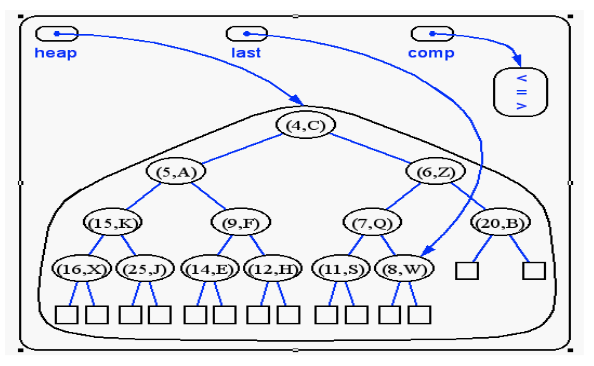 heap last comp
<
=
>
(4,C)
(5,A) (6,Z)
(15,K) (9,F) (7,Q) (20,B)
(16,X) (25,J) (14,E) (12,H) (11,S) (8,W)